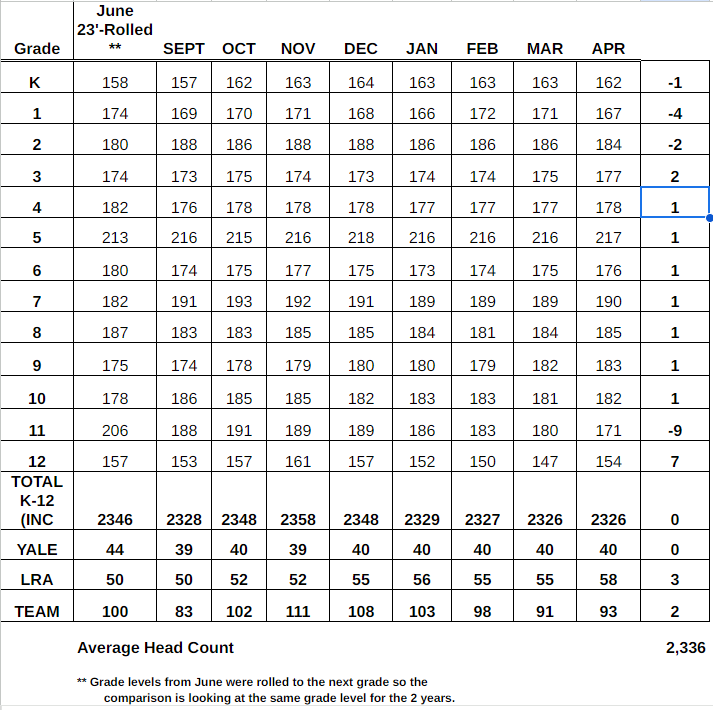 June
23'-Rolled
Grade ** SEPT OCT NOV DEC JAN FEB MAR APR
K 158 157 162 163 164 163 163 163 162 -1
1 174 169 170 171 168 166 172 171 167 -4
2 180 188 186 188 188 186 186 186 184 -2
3 174 173 175 174 173 174 174 175 177 2
4 182 176 178 178 178 177 177 177 178 1
5 213 216 215 216 218 216 216 216 217 1
6 180 174 175 177 175 173 174 175 176 1
7 182 191 193 192 191 189 189 189 190 1
8 187 183 183 185 185 184 181 184 185 1
9 175 174 178 179 180 180 179 182 183 1
10 178 186 185 185 182 183 183 181 182 1
11 206 188 191 189 189 186 183 180 171 -9
12 157 153 157 161 157 152 150 147 154 7
TOTAL
K-12
(INC 2346 2328 2348 2358 2348 2329 2327 2326 2326 0
YALE 44 39 40 39 40 40 40 40 40 0
LRA 50 50 52 52 55 56 55 55 58 3
TEAM 100 83 102 111 108 103 98 91 93 2
Average Head Count 2,336
** Grade levels from June were rolled to the next grade so the
comparison is looking at the same grade level for the 2 years.